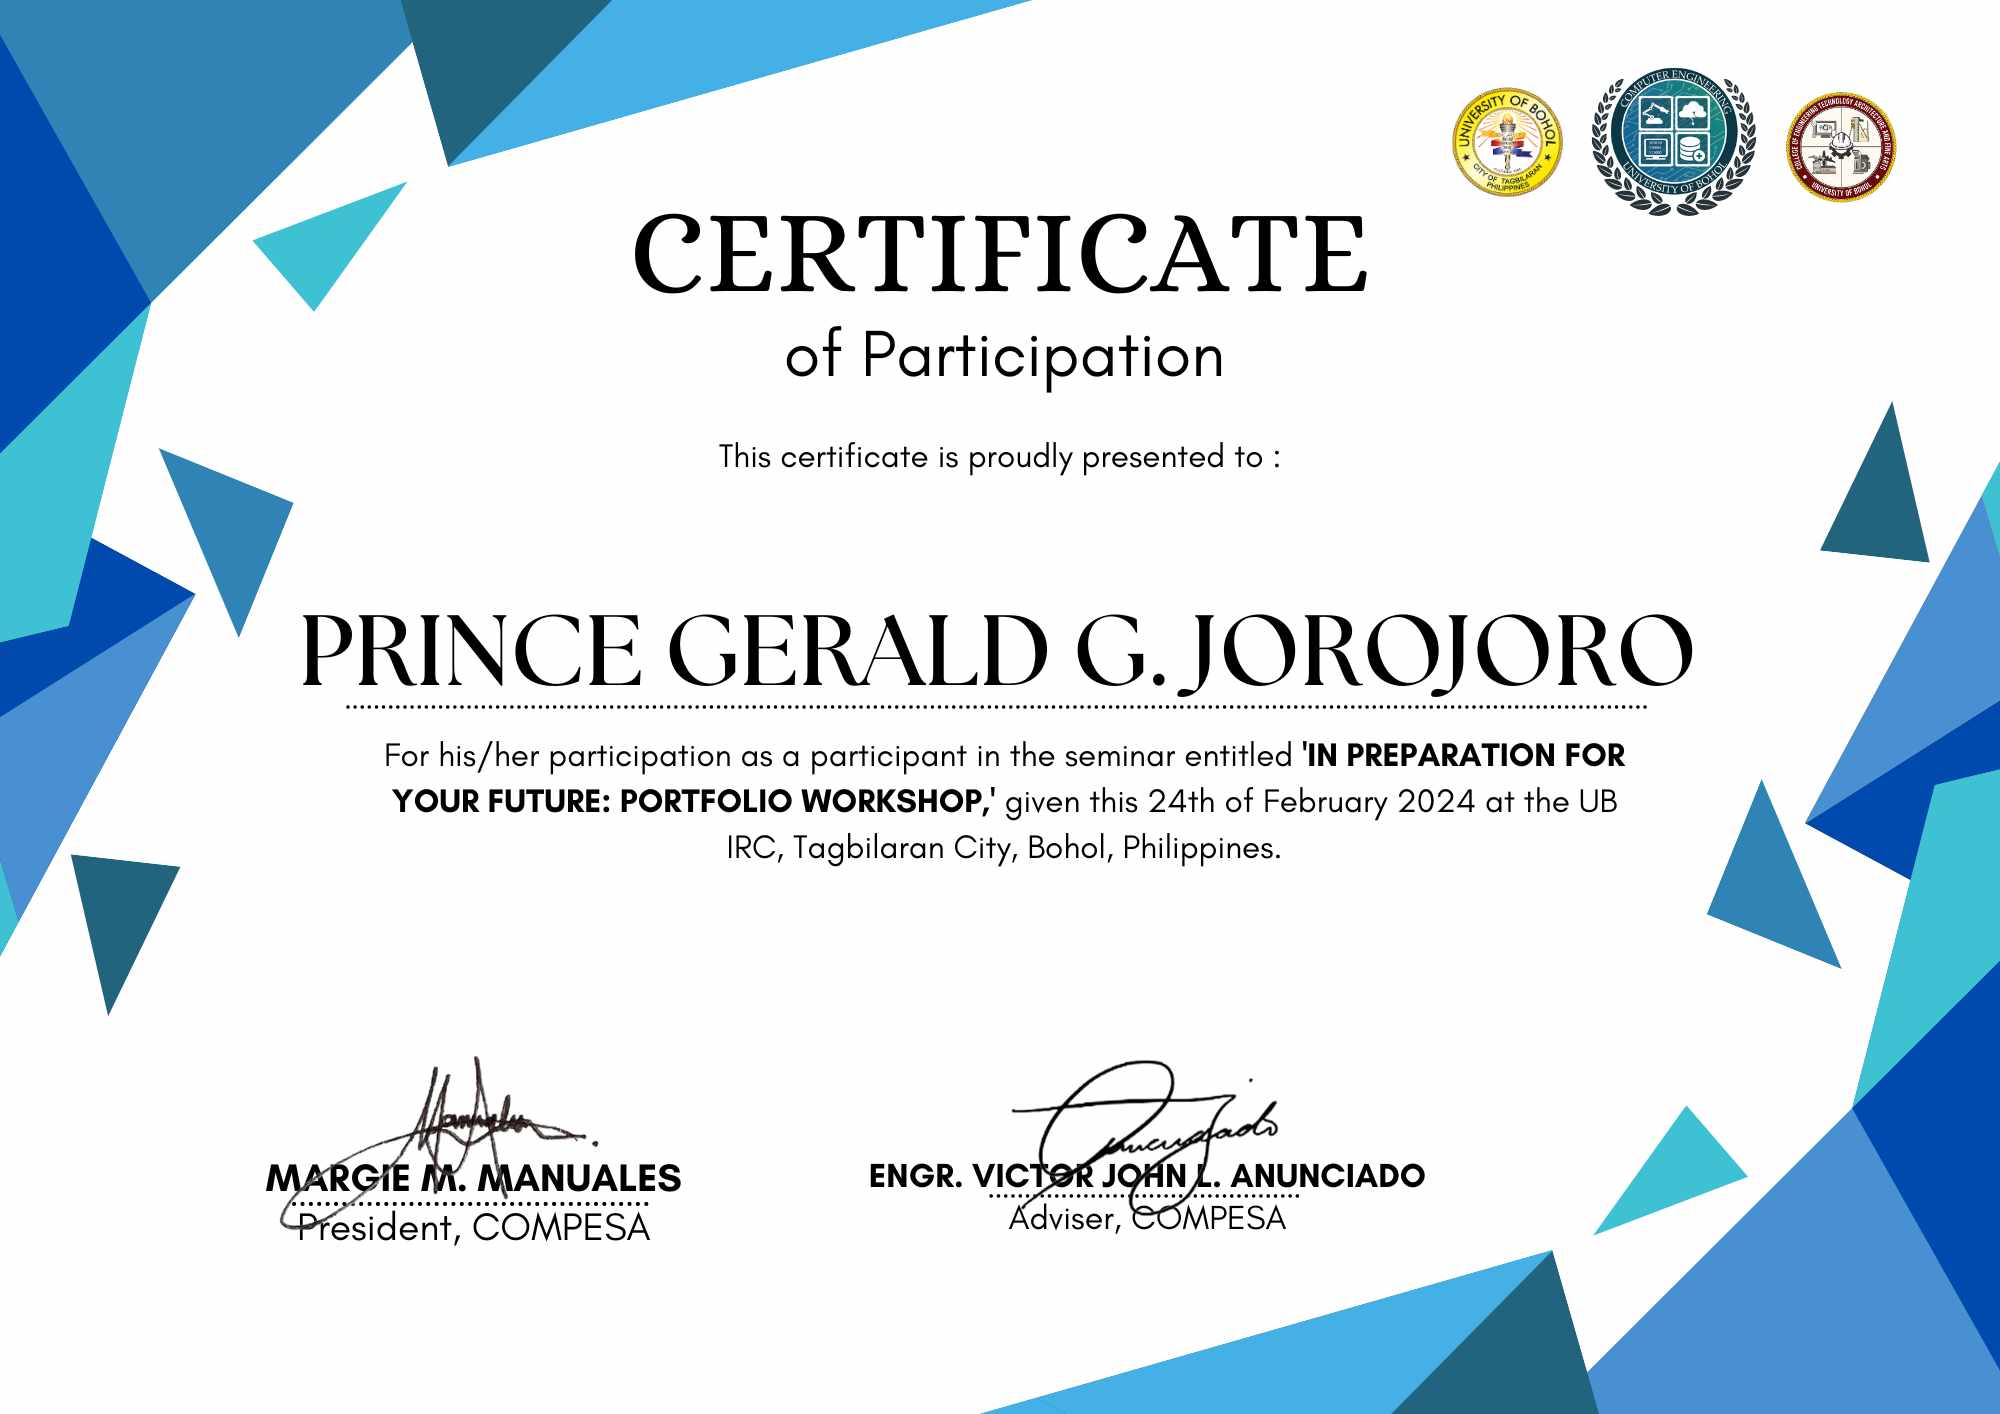 UNIVERSITY OF BOHOL
CITY OF TAGBILARAN
PHILIPPINES
COMPUTER ENGINEERING
UNIVERSITY OF BOHOL
COLLEGE OF ENGINEERING TECHNOLOGY ARCHITECTURE AND FINE ARTS
UNIVERSITY OF BOHOL
CERTIFICATE
of Participation
This certificate is proudly presented to :
PRINCE GERALD G. JOROJORO
For his/her participation as a participant in the seminar entitled 'IN PREPARATION FOR
YOUR FUTURE: PORTFOLIO WORKSHOP,' given this 24th of February 2024 at the UB
IRC, Tagbilaran City, Bohol, Philippines.
MARGIE M. MANUALES
President, COMPESA
ENGR. VICTOR JOHN L. ANUNCIADO
Adviser, COMPESA